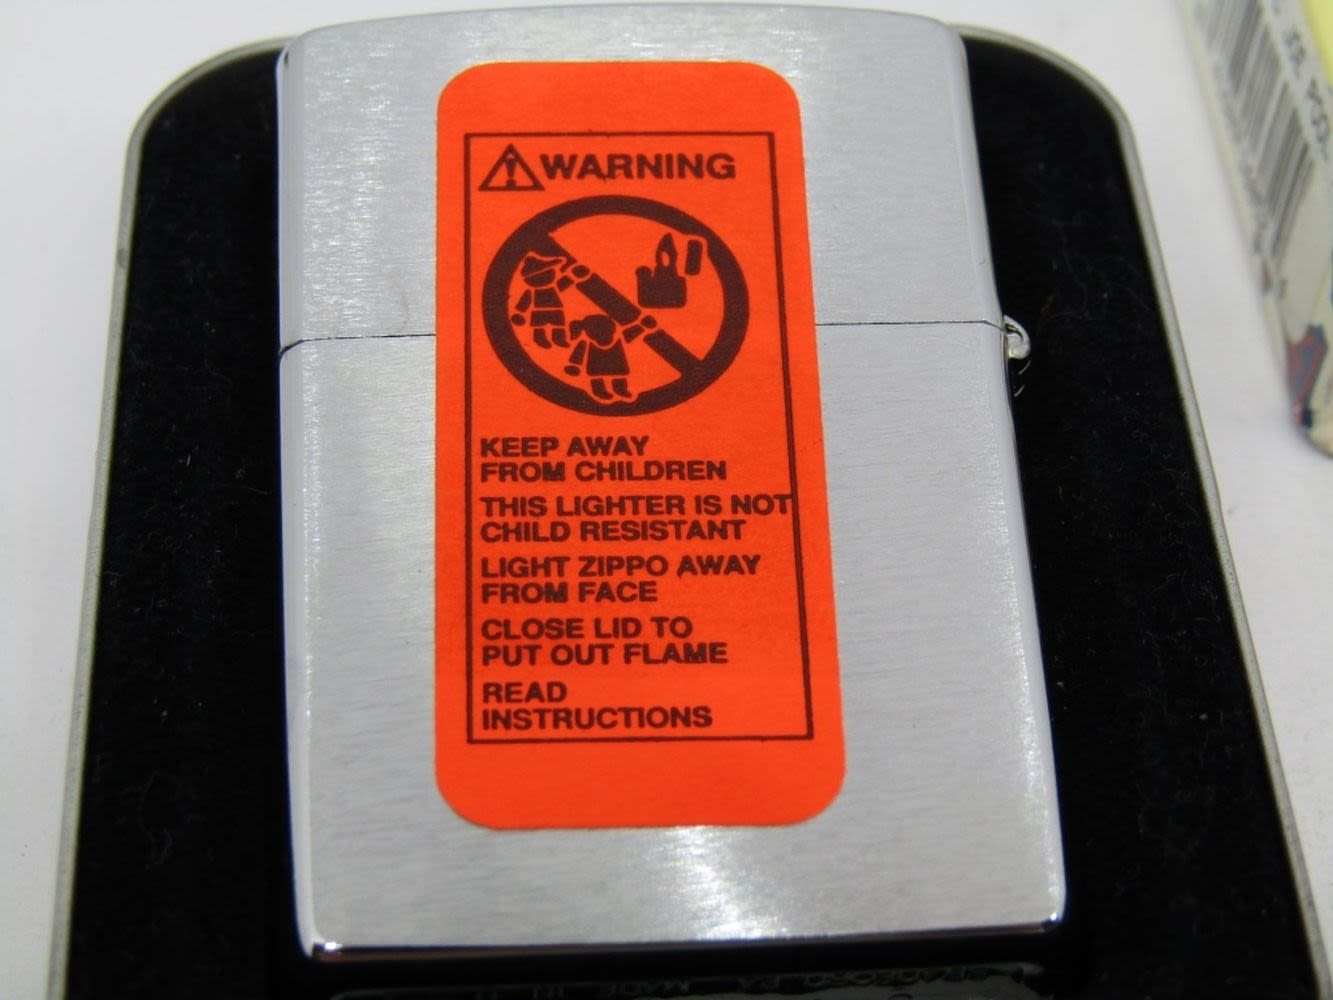 WARNING
KEEP AWAY
FROM CHILDREN
THIS LIGHTER IS NOT
CHILD RESISTANT
LIGHT ZIPPO AWAY
FROM FACE
CLOSE LID TO
PUT OUT FLAME
READ
INSTRUCTIONS